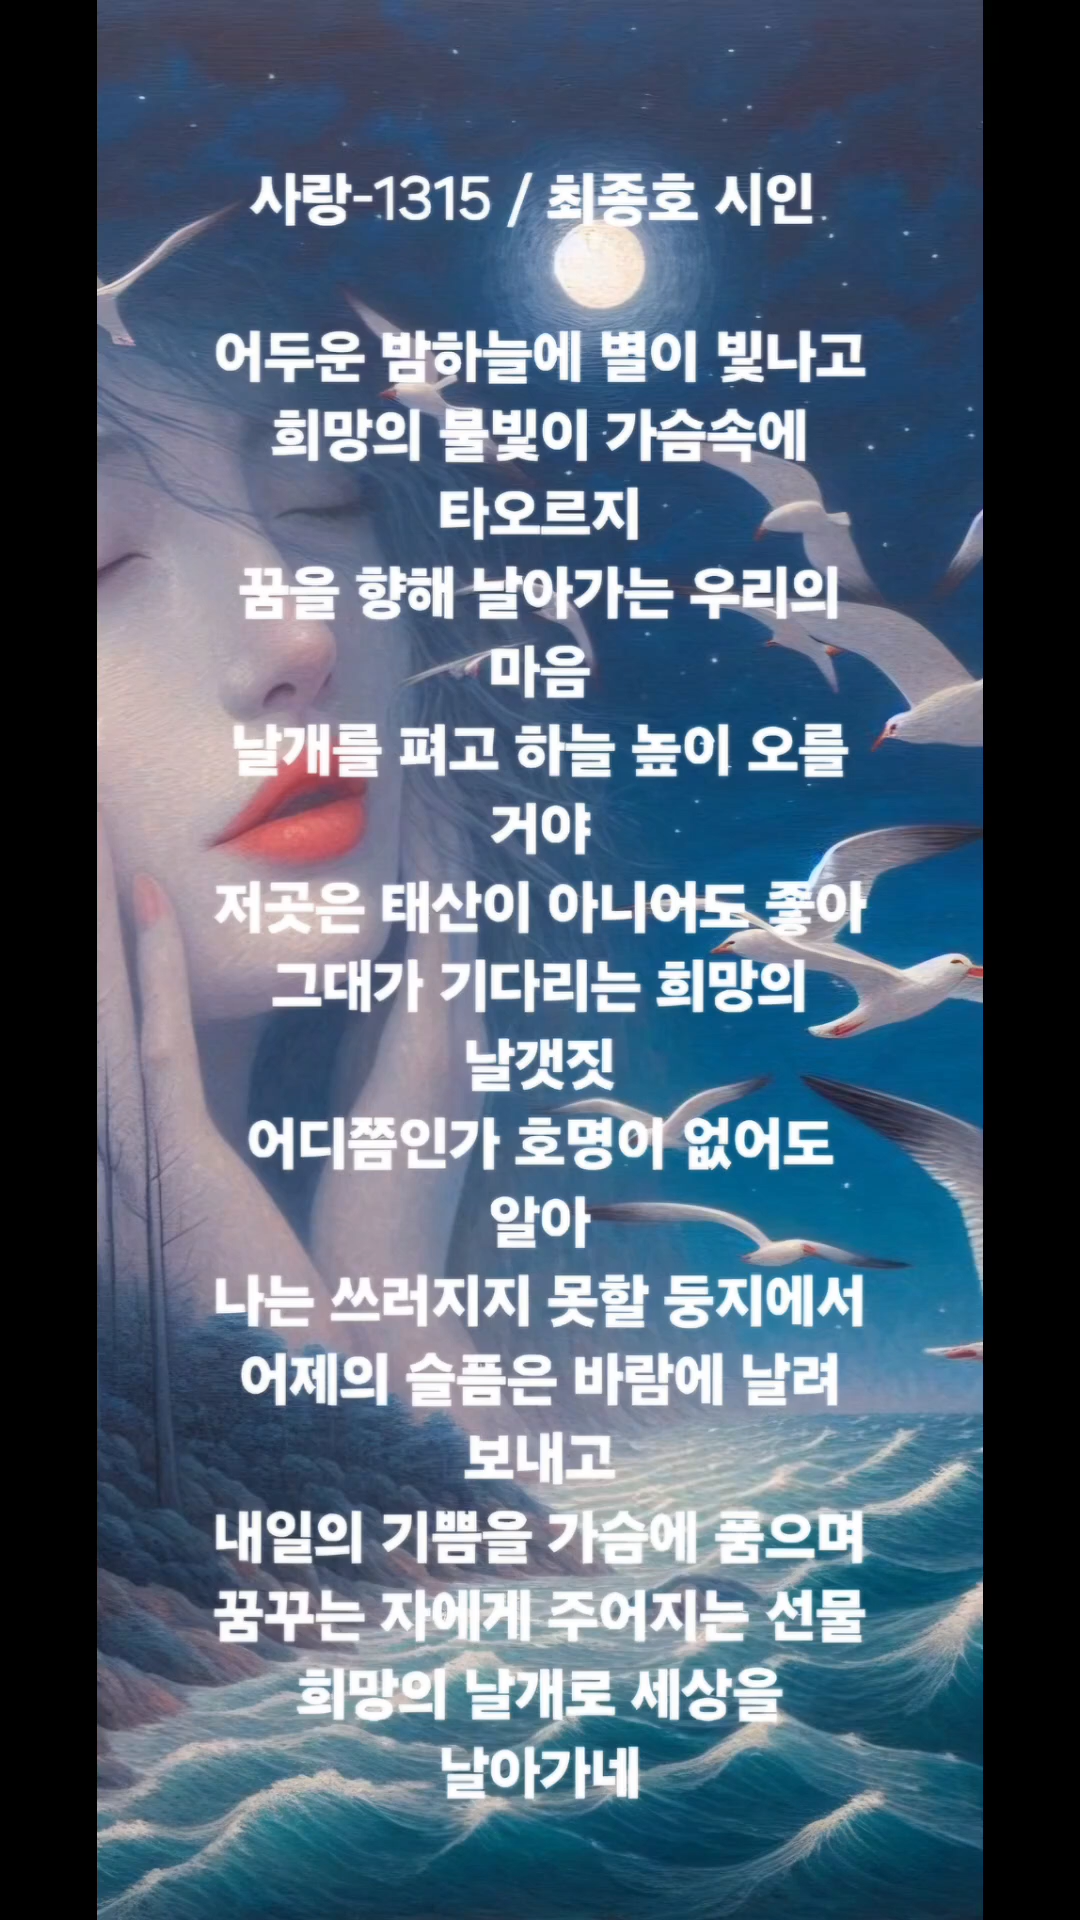 사랑-1315 / 최종호 시인
어두운 밤하늘에 별이 빛나고
희망의 물빛이 가슴속에
타오르지
꿈을 향해 날아가는 우리의
마음
날개를 펴고 하늘 높이 오를
거야
저곳은 태산이 아니어도 좋아
그대가 기다리는 희망의
날갯짓
어디쯤인가 호명이 없어도
알아
나는 쓰러지지 못할 둥지에서
어제의 슬픔은 바람에 날려
보내고
내일의 기쁨을 가슴에 품으며
꿈꾸는 자에게 주어지는 선물
희망의 날개로 세상을
날아가네